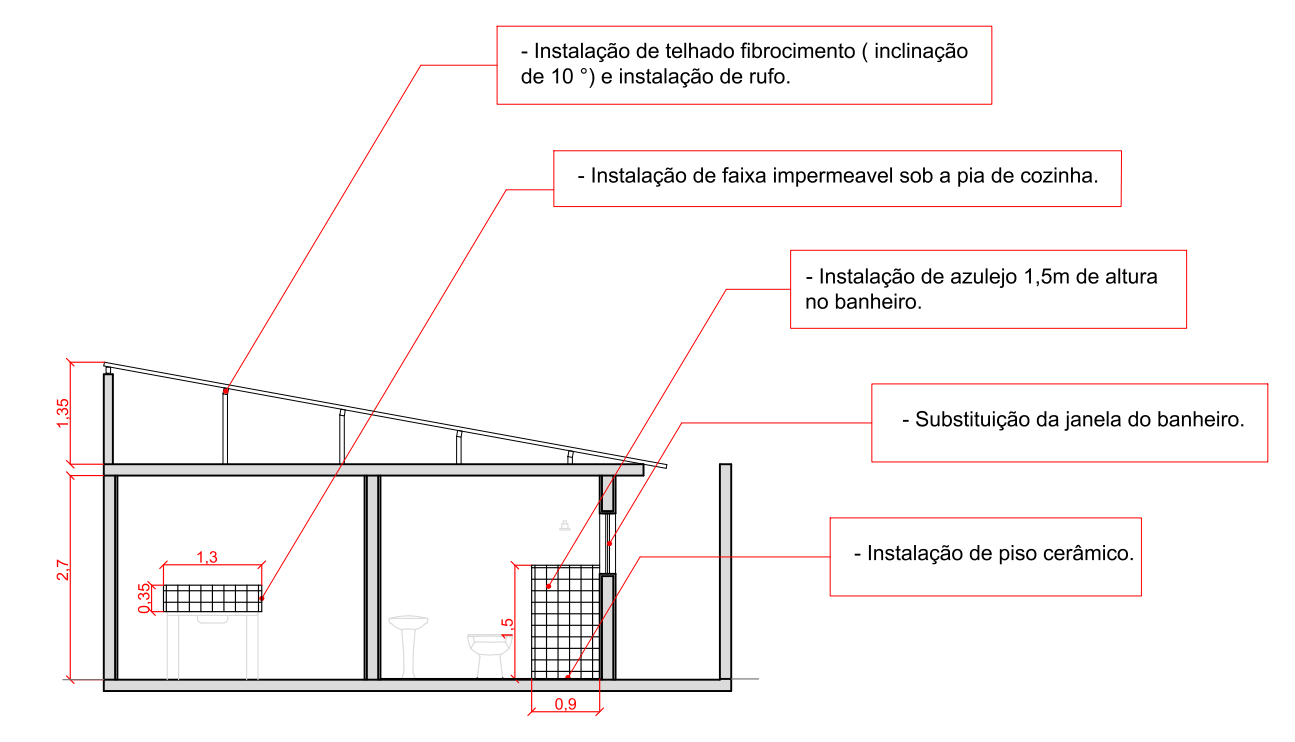 - Instalação de telhado fibrocimento ( inclinação
de 10 °) e instalação de rufo.
- Instalação de faixa impermeavel sob a pia de cozinha.
- Instalação de azulejo 1,5m de altura
no banheiro.
- Substituição da janela do banheiro.
- Instalação de piso cerâmico.
1,35
2,7
1,3
0,35
1,5
0,9